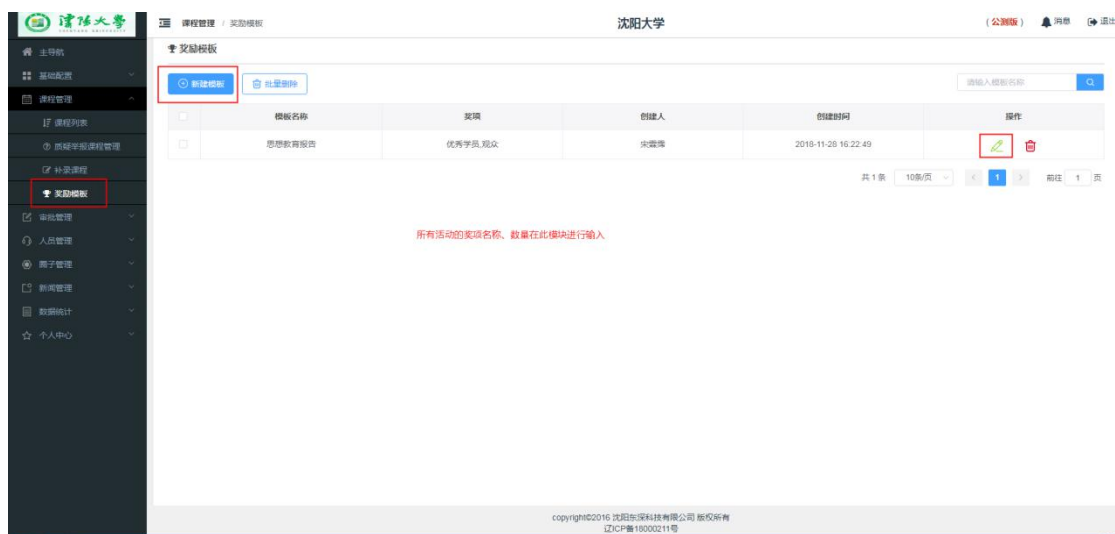 沈阳大学
SHENYANG UNIVERSITY
课程管理 / 奖励模板
沈阳大学
(公测版)
消息
退出
主导航
基础配置
课程管理
课程列表
质疑举报课程管理
补录课程
奖励模板
审批管理
人员管理
圈子管理
新闻管理
数据统计
个人中心
奖励模板
新建模板
批量删除
请输入模板名称
模板名称 奖项 创建人 创建时间 操作
思想教育报告 优秀学员,观众 2018-11-28 16:22:49
共 1 条 10条/页 1 前往 1 页
所有活动的奖项名称、数量在此模块进行输入
copyright©2016 沈阳东深科技有限公司 版权所有
辽ICP备18000211号